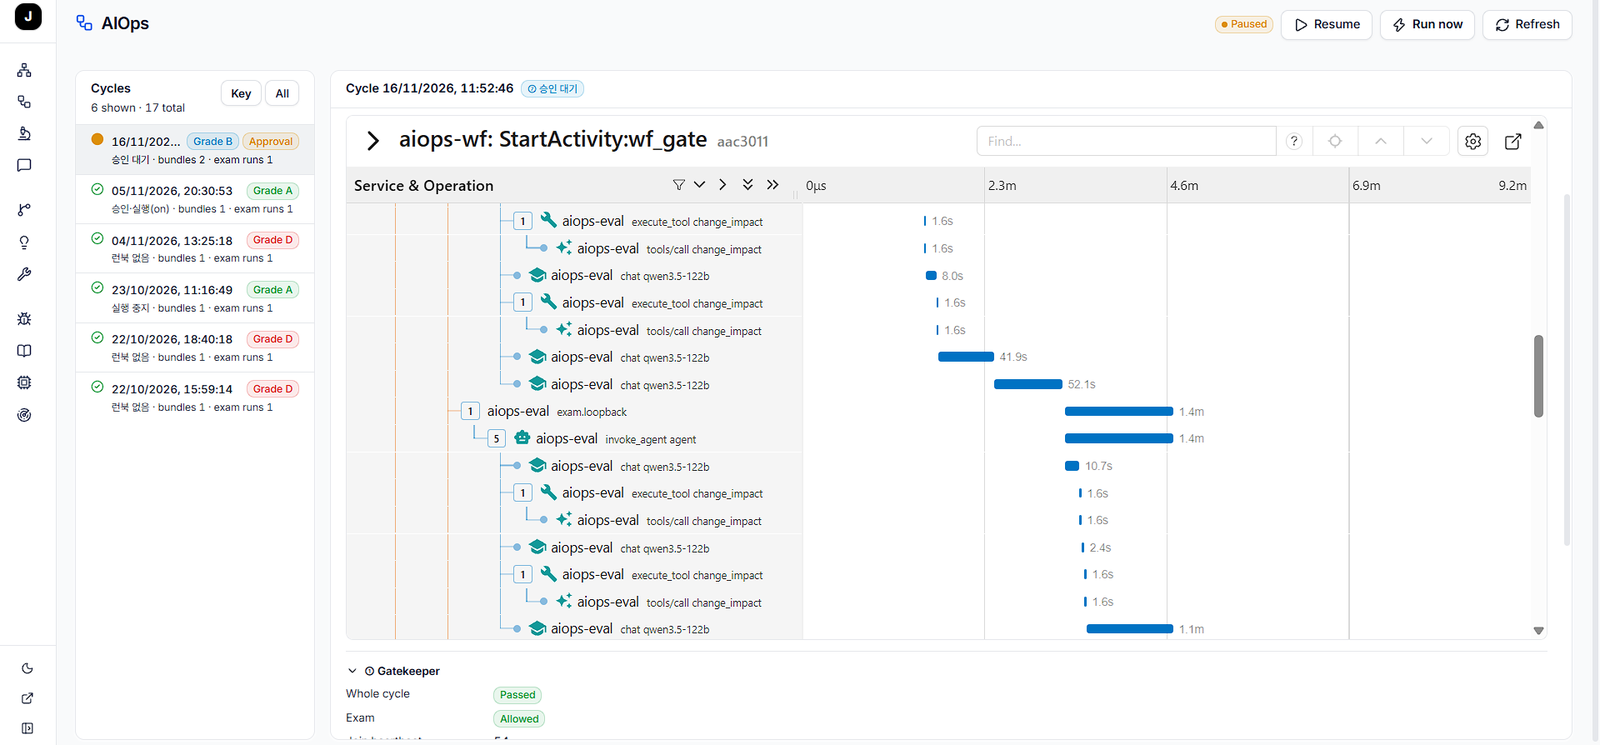 J
AIOps
Paused
Resume
Run now
Refresh
Cycles
6 shown · 17 total
Key
All
16/11/202...
Grade B
Approval
승인 대기 · bundles 2 · exam runs 1
05/11/2026, 20:30:53
Grade A
승인·실행(on) · bundles 1 · exam runs 1
04/11/2026, 13:25:18
Grade D
런북 없음 · bundles 1 · exam runs 1
23/10/2026, 11:16:49
Grade A
실행 중지 · bundles 1 · exam runs 1
22/10/2026, 18:40:18
Grade D
런북 없음 · bundles 1 · exam runs 1
22/10/2026, 15:59:14
Grade D
런북 없음 · bundles 1 · exam runs 1
Cycle 16/11/2026, 11:52:46
승인 대기
aiops-wf: StartActivity:wf_gate aac3011
Find...
?
Service & Operation
0μs
2.3m
4.6m
6.9m
9.2m
1 aiops-eval execute_tool change_impact 1.6s
aiops-eval tools/call change_impact 1.6s
aiops-eval chat qwen3.5-122b 8.0s
1 aiops-eval execute_tool change_impact 1.6s
aiops-eval tools/call change_impact 1.6s
aiops-eval chat qwen3.5-122b 41.9s
aiops-eval chat qwen3.5-122b 52.1s
1 aiops-eval exam.loopback 1.4m
5 aiops-eval invoke_agent agent 1.4m
aiops-eval chat qwen3.5-122b 10.7s
1 aiops-eval execute_tool change_impact 1.6s
aiops-eval tools/call change_impact 1.6s
aiops-eval chat qwen3.5-122b 2.4s
1 aiops-eval execute_tool change_impact 1.6s
aiops-eval tools/call change_impact 1.6s
aiops-eval chat qwen3.5-122b 1.1m
Gatekeeper
Whole cycle
Passed
Exam
Allowed